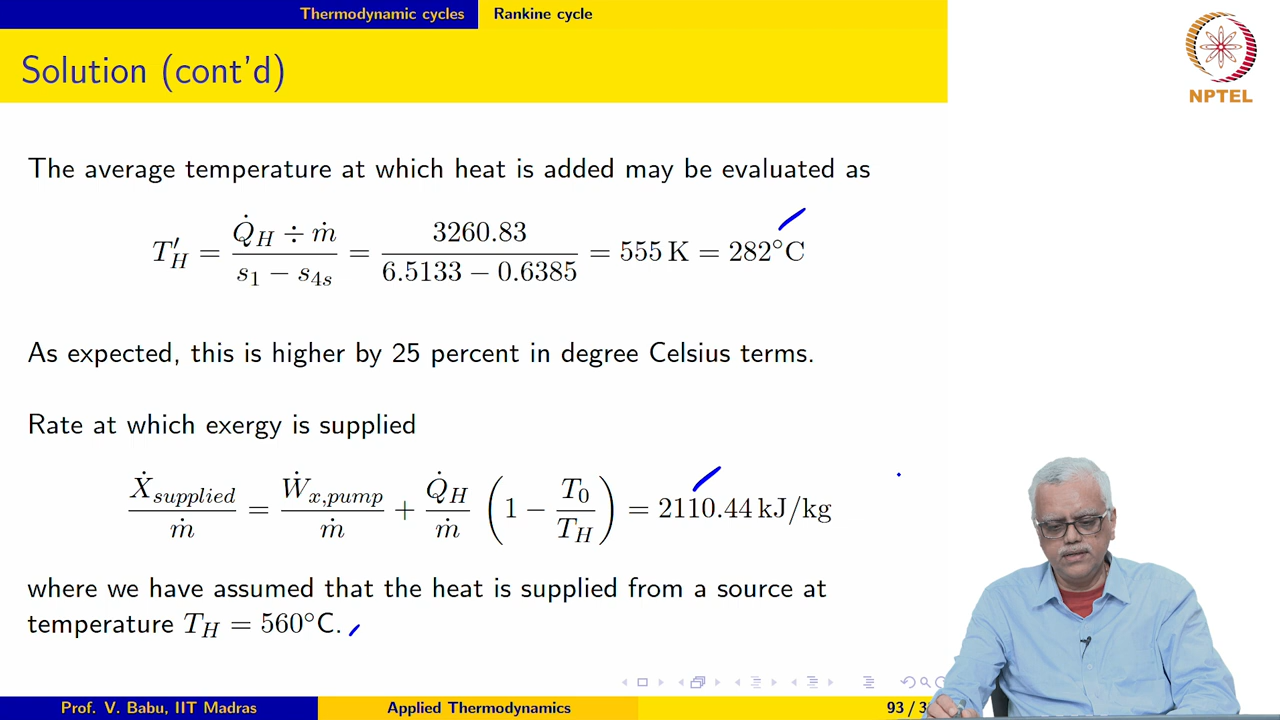 Thermodynamic cycles Rankine cycle
Solution (cont'd)
NPTEL
The average temperature at which heat is added may be evaluated as
T′_H = (Q̇_H ÷ ṁ) / (s₁ − s₄ₛ) = 3260.83 / (6.5133 − 0.6385) = 555 K = 282°C
As expected, this is higher by 25 percent in degree Celsius terms.
Rate at which exergy is supplied
Ẋ_supplied / ṁ = Ẇ_x,pump / ṁ + Q̇_H / ṁ (1 − T₀ / T_H) = 2110.44 kJ/kg
where we have assumed that the heat is supplied from a source at
temperature T_H = 560°C.
Prof. V. Babu, IIT Madras Applied Thermodynamics 93 / 3